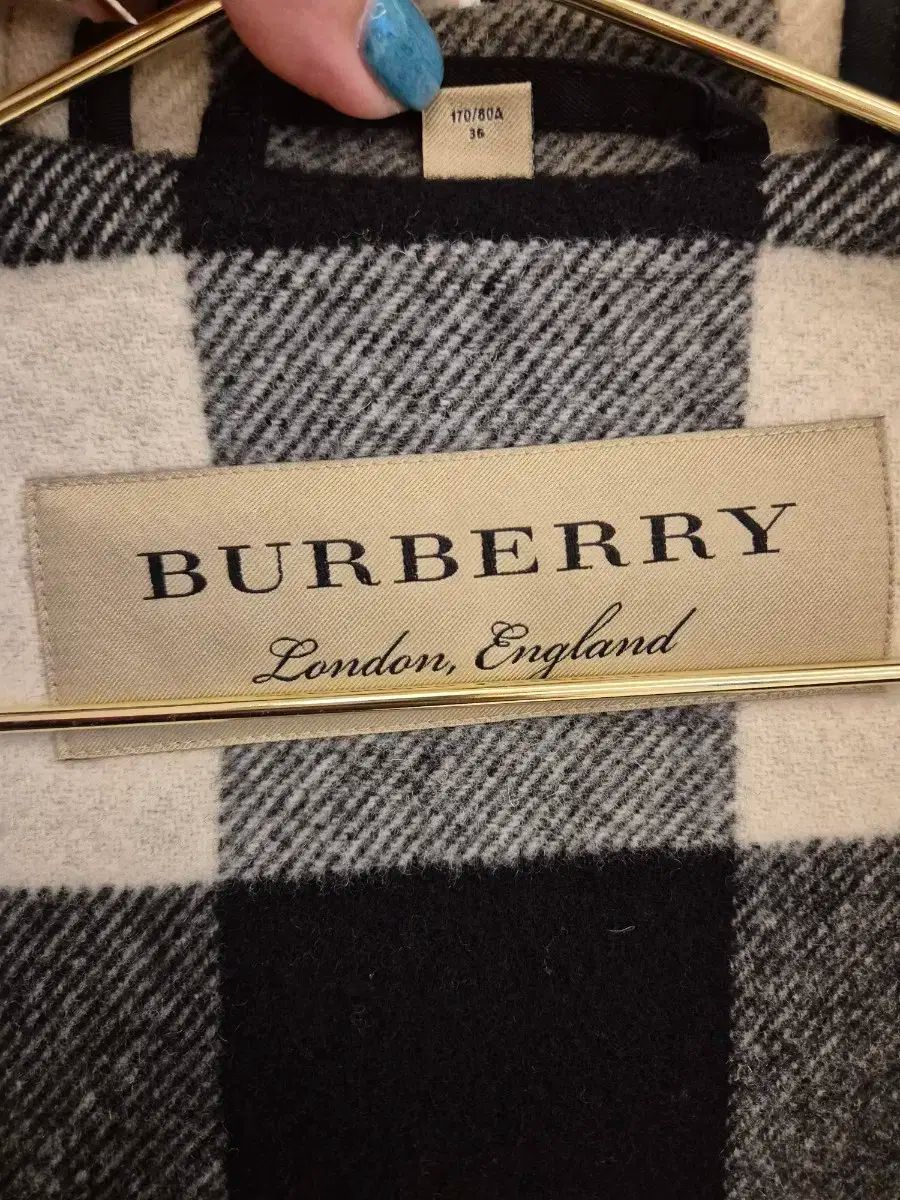 170/80A
36
BURBERRY
London, England